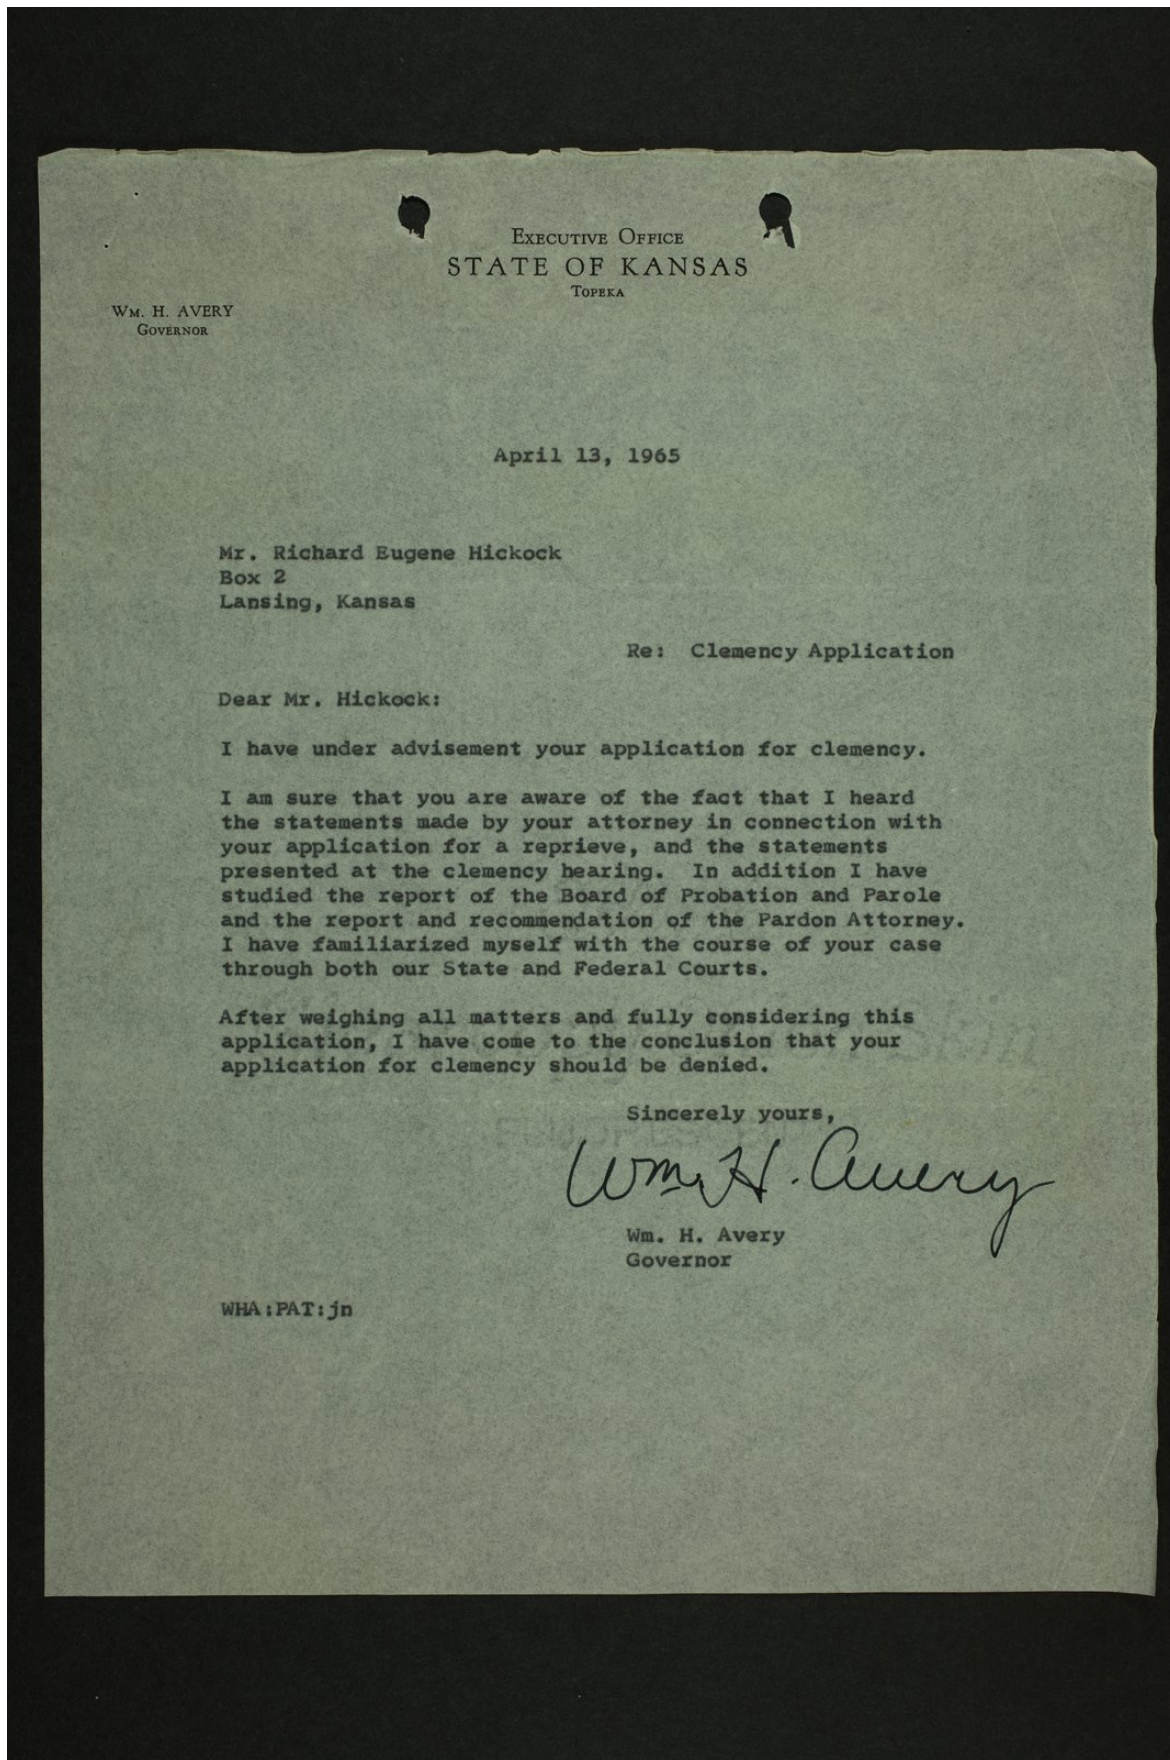 Executive Office
STATE OF KANSAS
Topeka
Wm. H. AVERY
Governor
April 13, 1965
Mr. Richard Eugene Hickock
Box 2
Lansing, Kansas
Re: Clemency Application
Dear Mr. Hickock:
I have under advisement your application for clemency.
I am sure that you are aware of the fact that I heard
the statements made by your attorney in connection with
your application for a reprieve, and the statements
presented at the clemency hearing. In addition I have
studied the report of the Board of Probation and Parole
and the report and recommendation of the Pardon Attorney.
I have familiarized myself with the course of your case
through both our State and Federal Courts.
After weighing all matters and fully considering this
application, I have come to the conclusion that your
application for clemency should be denied.
Sincerely yours,
Wm. H. Avery
Wm. H. Avery
Governor
WHA:PAT:jn